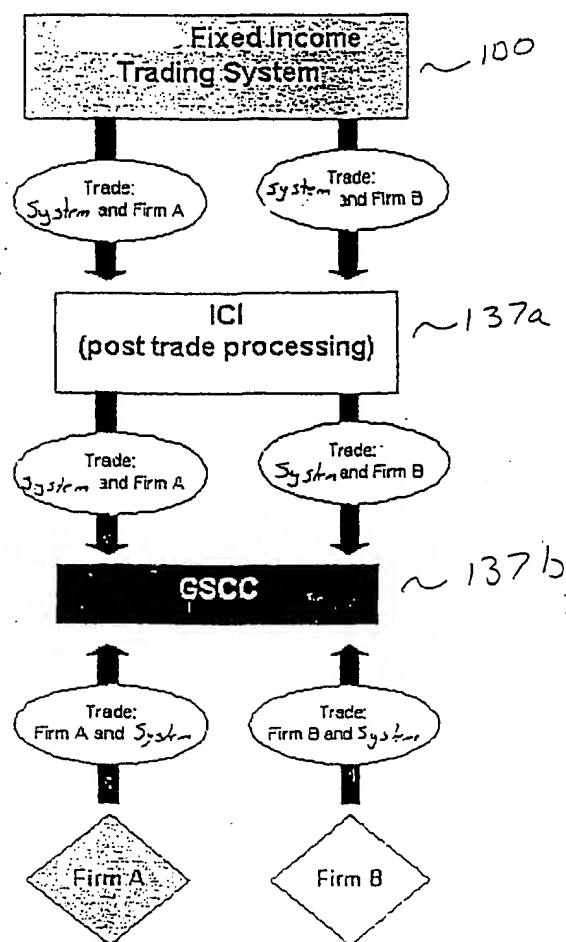 Fixed Income
Trading System
100
Trade:
System and Firm A
Trade:
System and Firm B
ICI
(post trade processing)
137a
Trade:
System and Firm A
Trade:
System and Firm B
GSCC
137b
Trade:
Firm A and System
Trade:
Firm B and System
Firm A
Firm B